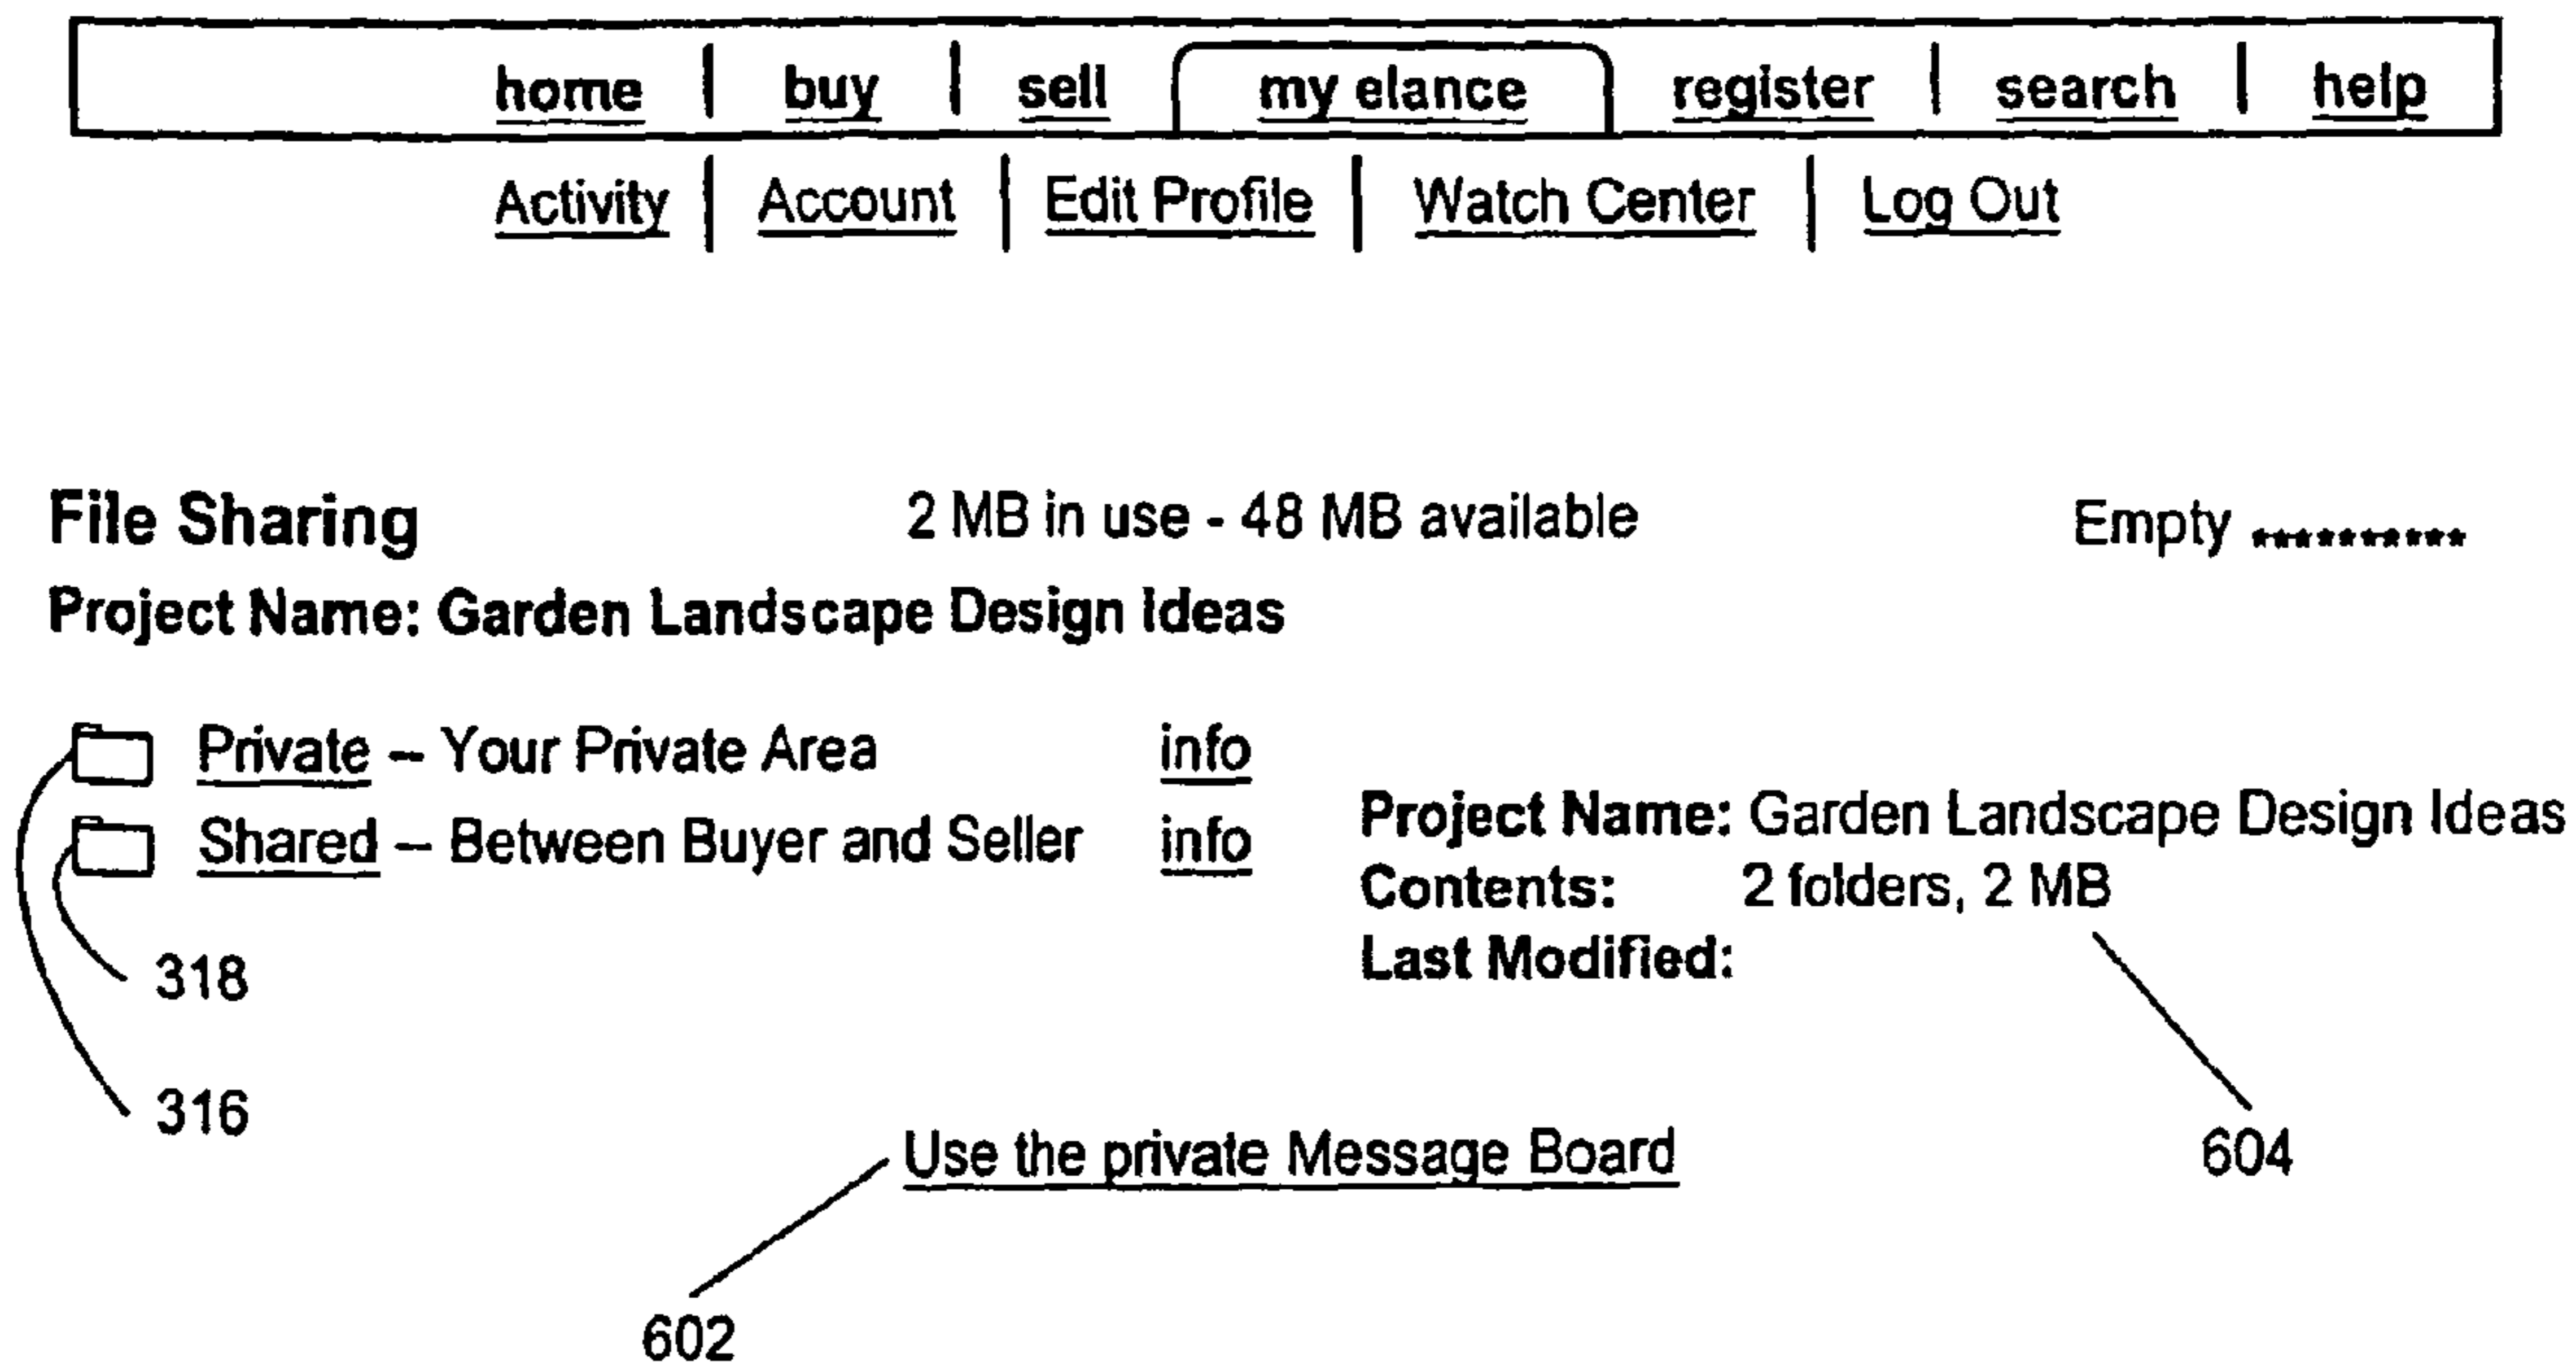 home | buy | sell my elance register | search | help
Activity | Account | Edit Profile | Watch Center | Log Out
File Sharing 2 MB in use - 48 MB available Empty **********
Project Name: Garden Landscape Design Ideas
Private – Your Private Area info
Shared – Between Buyer and Seller info
Project Name: Garden Landscape Design Ideas
Contents: 2 folders, 2 MB
Last Modified:
318
316
Use the private Message Board
604
602